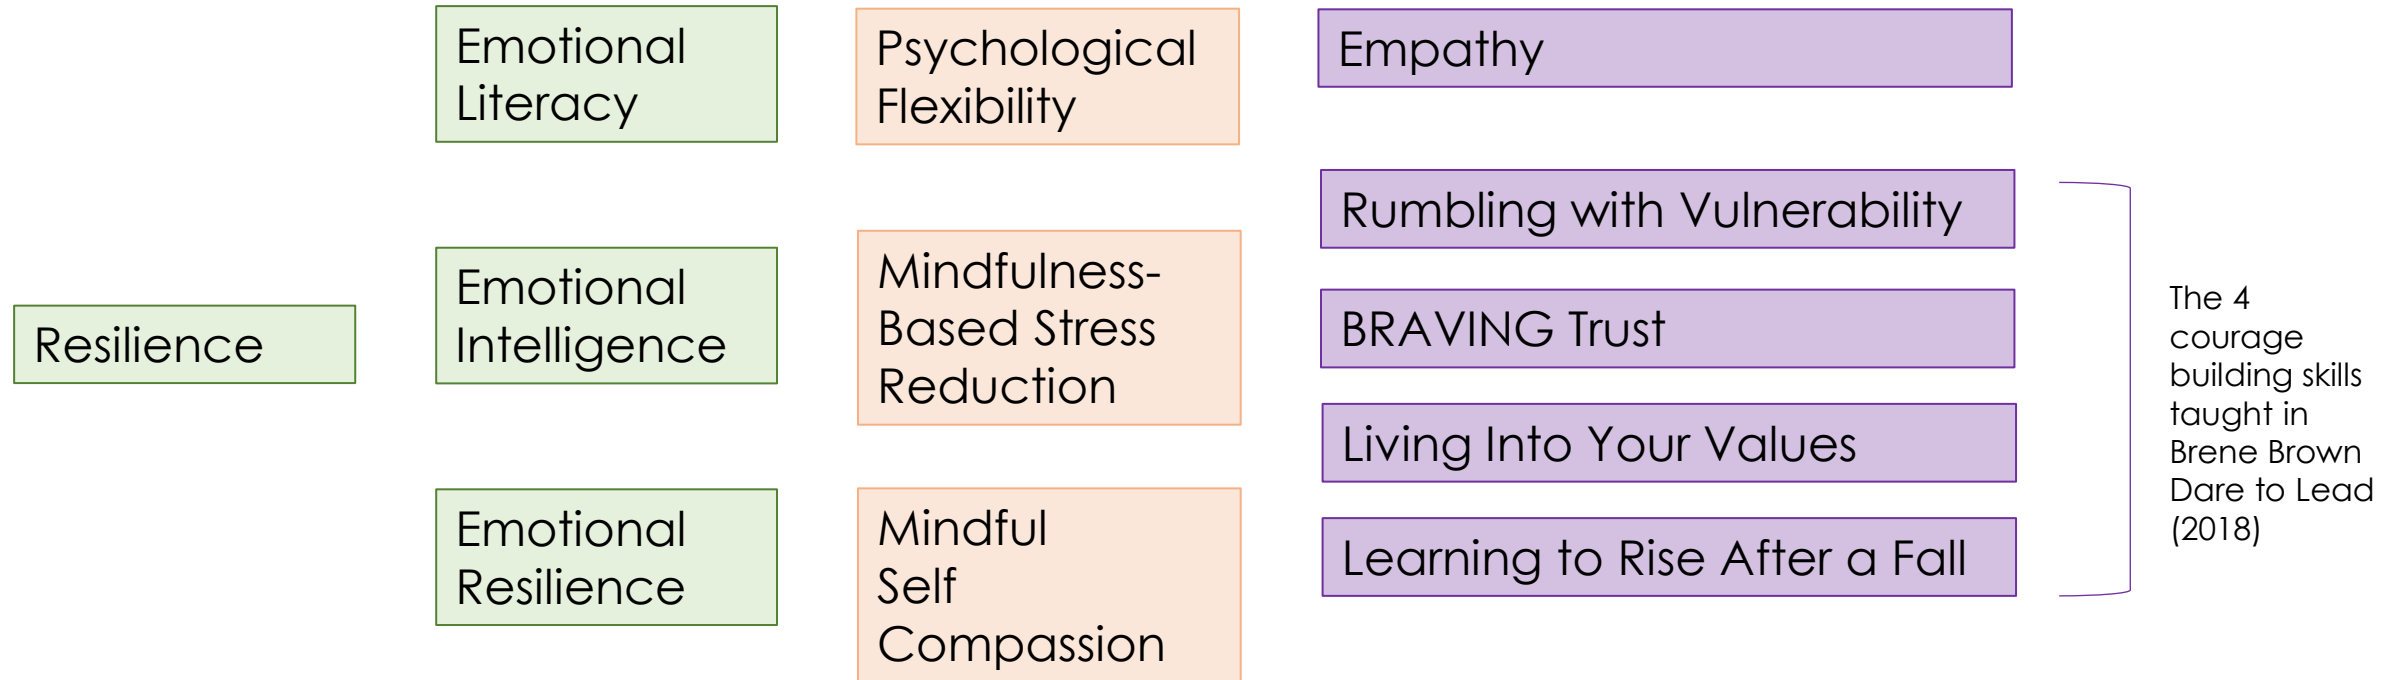 Resilience
Emotional
Literacy
Emotional
Intelligence
Emotional
Resilience
Psychological
Flexibility
Mindfulness-
Based Stress
Reduction
Mindful
Self
Compassion
Empathy
Rumbling with Vulnerability
BRAVING Trust
Living Into Your Values
Learning to Rise After a Fall
The 4
courage
building skills
taught in
Brene Brown
Dare to Lead
(2018)